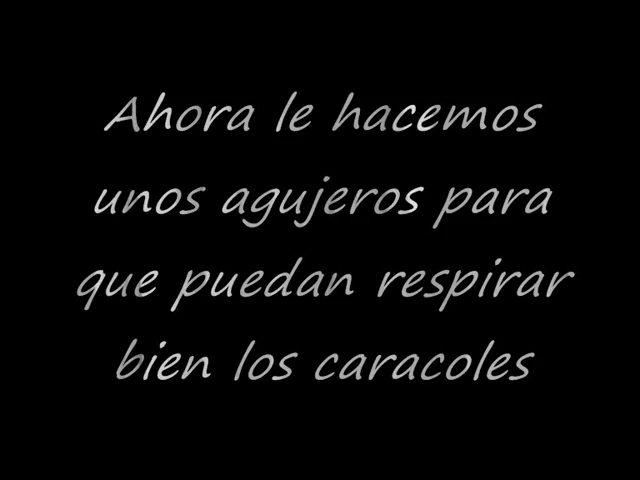 Ahora le hacemos
unos agujeros para
que puedan respirar
bien los caracoles